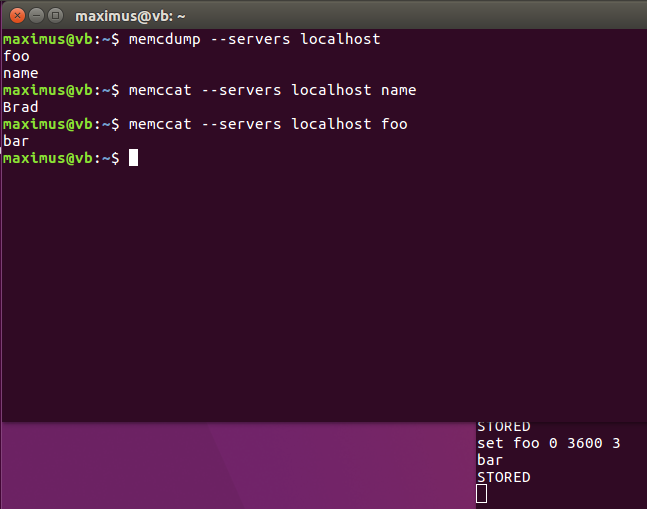 maximus@vb: ~
maximus@vb:~$ memcdump --servers localhost
foo
name
maximus@vb:~$ memccat --servers localhost name
Brad
maximus@vb:~$ memccat --servers localhost foo
bar
maximus@vb:~$
STORED
set foo 0 3600 3
bar
STORED